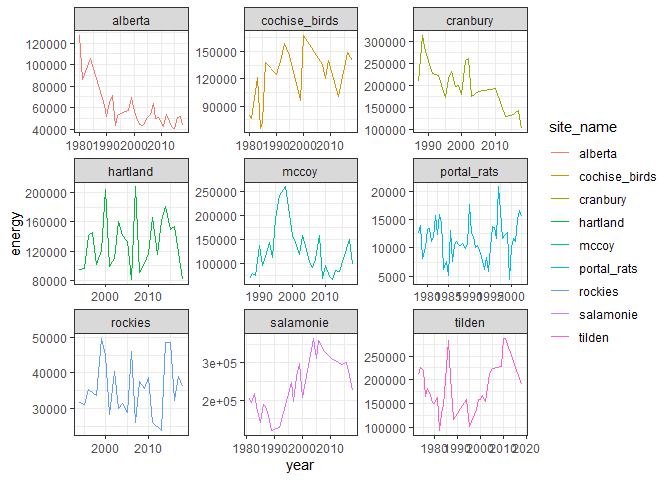 alberta
cochise_birds
cranbury
120000
100000
80000
60000
40000
150000
120000
90000
300000
250000
200000
150000
100000
1980 1990 2000 2010
1980 1990 2000 2010
1990 2000 2010
hartland
mccoy
portal_rats
200000
160000
120000
80000
250000
200000
150000
100000
20000
15000
10000
5000
2000 2010
1990 2000 2010
1980 1985 1990 1995 2002
rockies
salamonie
tilden
50000
40000
30000
3e+05
2e+05
250000
200000
150000
100000
2000 2010
1980 1990 2000 2010
1980 1990 2000 2010 2020
energy
year
site_name
alberta
cochise_birds
cranbury
hartland
mccoy
portal_rats
rockies
salamonie
tilden